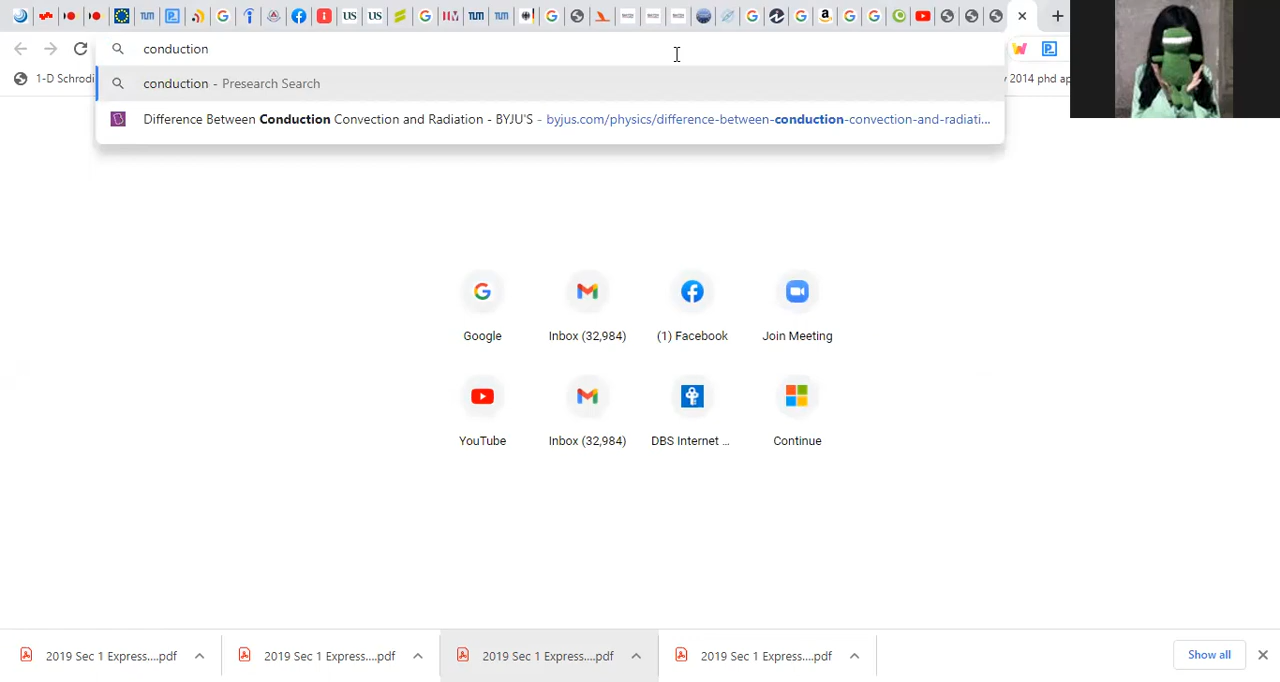 conduction
1-D Schrodi
2014 phd ap
conduction - Presearch Search
Difference Between Conduction Convection and Radiation - BYJU'S - byjus.com/physics/difference-between-conduction-convection-and-radiati...
Google
Inbox (32,984)
(1) Facebook
Join Meeting
YouTube
Inbox (32,984)
DBS Internet ...
Continue
2019 Sec 1 Express....pdf
2019 Sec 1 Express....pdf
2019 Sec 1 Express....pdf
2019 Sec 1 Express....pdf
Show all